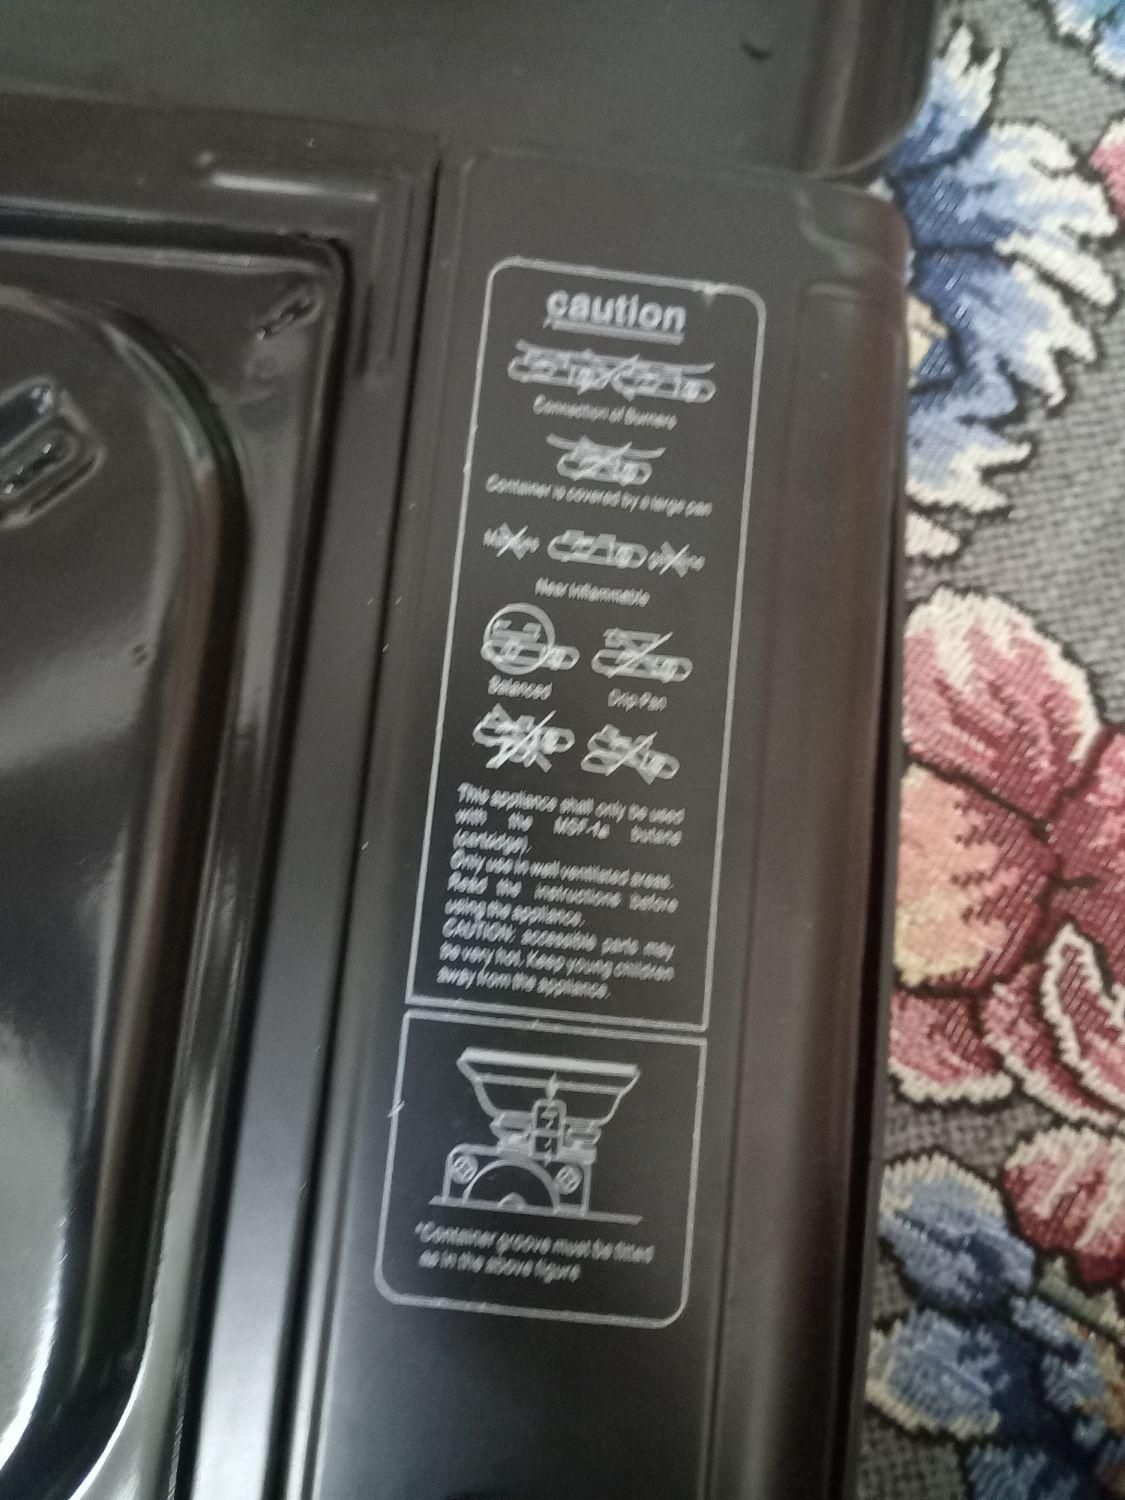 caution
Connection of Burners
Container is covered by a large pan
Near Inflammable
Balanced
Drip Pan
This appliance shall only be used
with the MSF-1a butane
(cartridge).
Only use in well ventilated areas.
Read the instructions before
using the appliance.
CAUTION: accessible parts may
be very hot. Keep young children
away from the appliance.
*Container groove must be fitted
as in the above figure